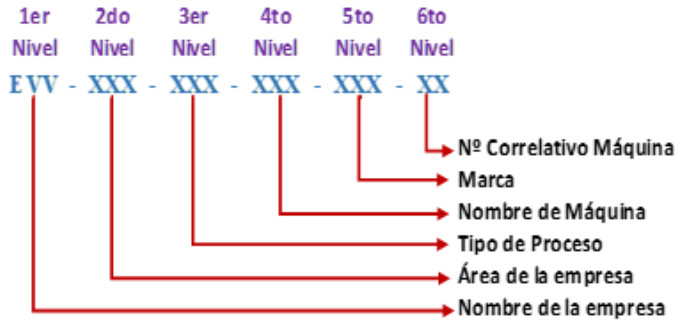 1er 2do 3er 4to 5to 6to
Nivel Nivel Nivel Nivel Nivel Nivel
EVV - XXX - XXX - XXX - XXX - XX
Nº Correlativo Máquina
Marca
Nombre de Máquina
Tipo de Proceso
Área de la empresa
Nombre de la empresa